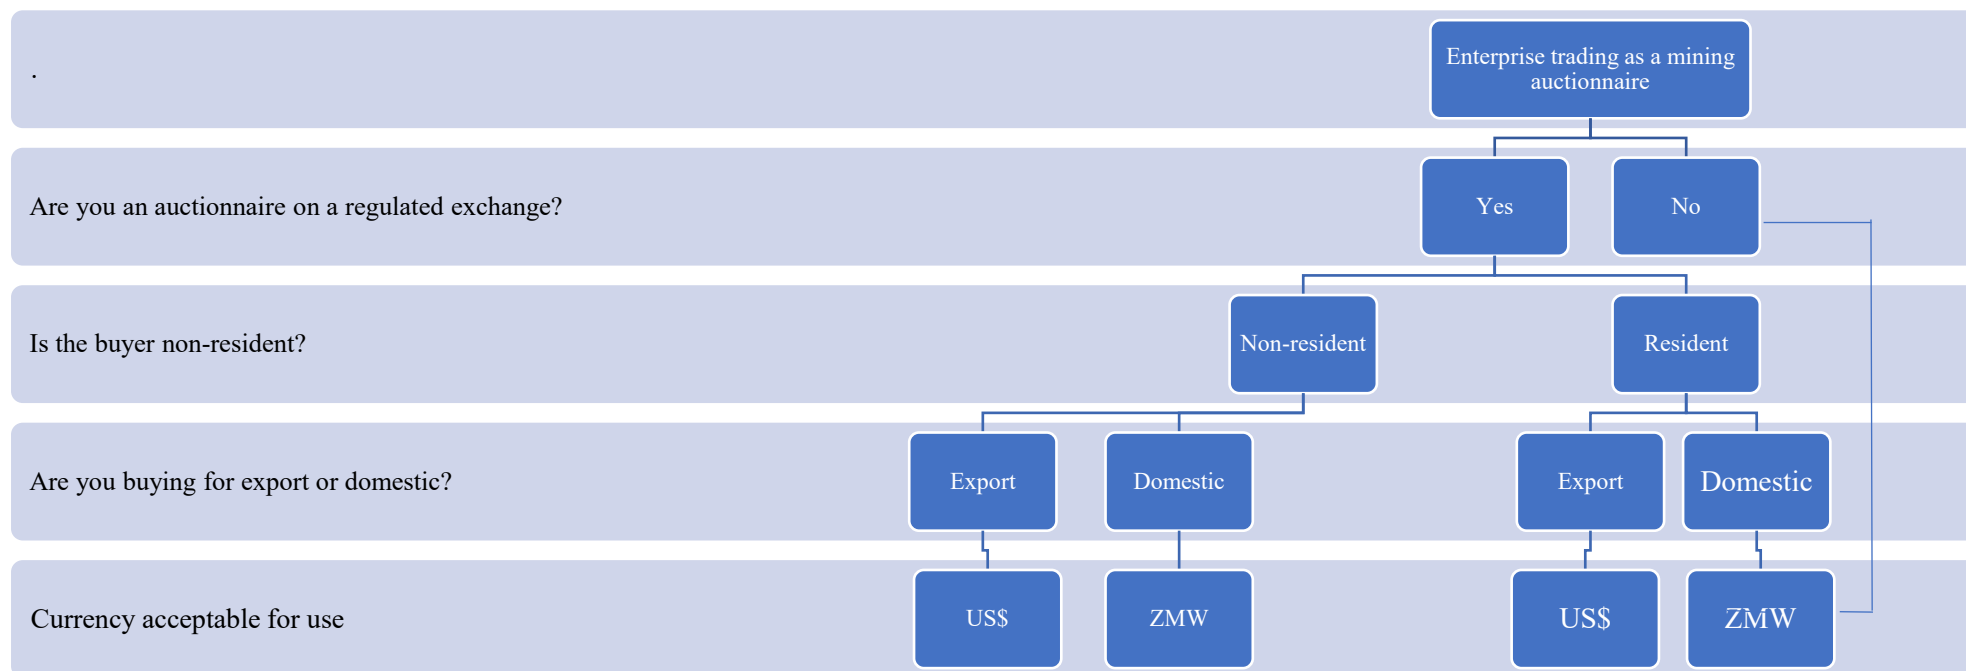 .
Enterprise trading as a mining
auctionnaire
Are you an auctionnaire on a regulated exchange?
Yes
No
Is the buyer non-resident?
Non-resident
Resident
Are you buying for export or domestic?
Export
Domestic
Export
Domestic
Currency acceptable for use
US$
ZMW
US$
ZMW